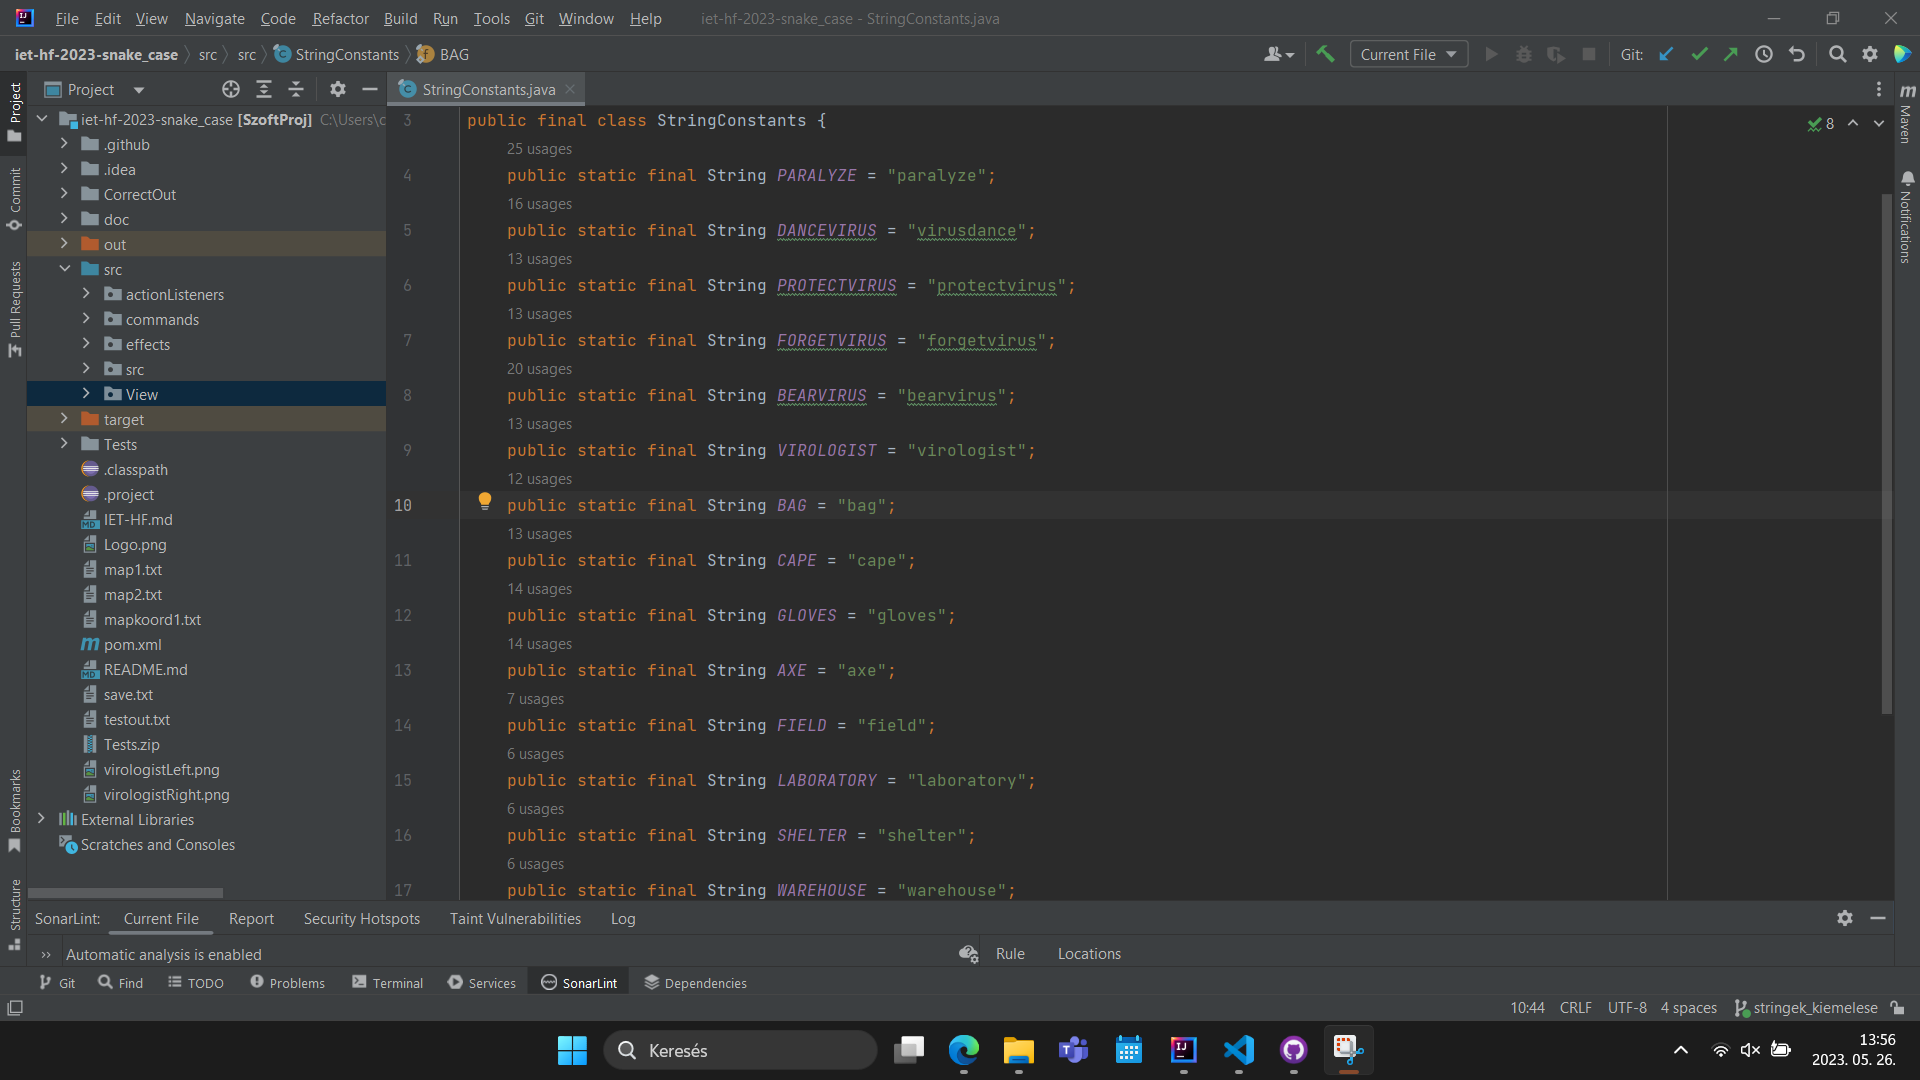 File Edit View Navigate Code Refactor Build Run Tools Git Window Help iet-hf-2023-snake_case - StringConstants.java
iet-hf-2023-snake_case src src StringConstants BAG Current File Git:
Project
StringConstants.java
iet-hf-2023-snake_case [SzoftProj] C:\Users\c
.github
.idea
CorrectOut
doc
out
src
actionListeners
commands
effects
src
View
target
Tests
.classpath
.project
IET-HF.md
Logo.png
map1.txt
map2.txt
mapkoord1.txt
pom.xml
README.md
save.txt
testout.txt
Tests.zip
virologistLeft.png
virologistRight.png
External Libraries
Scratches and Consoles
Project
Commit
Pull Requests
Bookmarks
Structure
3 public final class StringConstants {
25 usages
4 public static final String PARALYZE = "paralyze";
16 usages
5 public static final String DANCEVIRUS = "virusdance";
13 usages
6 public static final String PROTECTVIRUS = "protectvirus";
13 usages
7 public static final String FORGETVIRUS = "forgetvirus";
20 usages
8 public static final String BEARVIRUS = "bearvirus";
13 usages
9 public static final String VIROLOGIST = "virologist";
12 usages
10 public static final String BAG = "bag";
13 usages
11 public static final String CAPE = "cape";
14 usages
12 public static final String GLOVES = "gloves";
14 usages
13 public static final String AXE = "axe";
7 usages
14 public static final String FIELD = "field";
6 usages
15 public static final String LABORATORY = "laboratory";
6 usages
16 public static final String SHELTER = "shelter";
6 usages
17 public static final String WAREHOUSE = "warehouse";
8
Maven
Notifications
SonarLint: Current File Report Security Hotspots Taint Vulnerabilities Log
Automatic analysis is enabled Rule Locations
Git Find TODO Problems Terminal Services SonarLint Dependencies
10:44 CRLF UTF-8 4 spaces stringek_kiemelese
Keresés
13:56
2023. 05. 26.